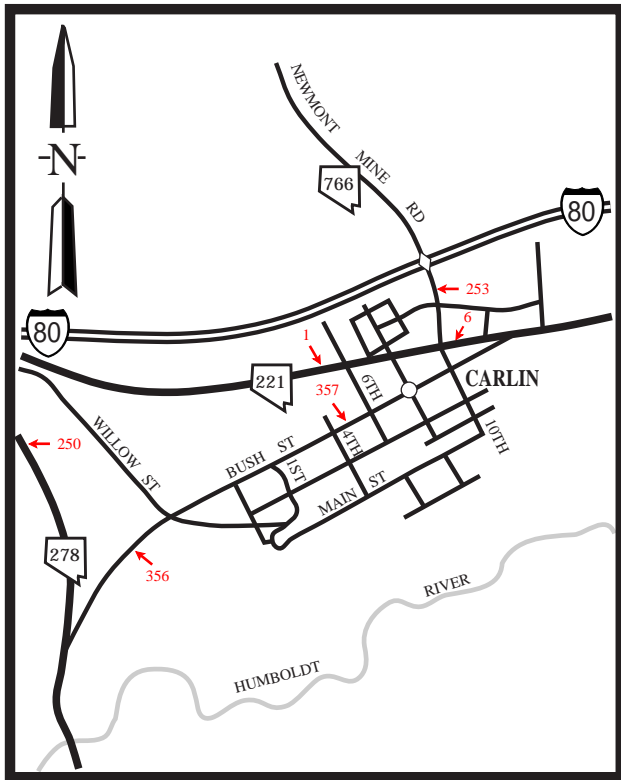 N
NEWMONT MINE RD
766
80
253
6
1
80
221
357
6TH
CARLIN
250
WILLOW ST
BUSH ST
4TH
10TH
1ST
MAIN ST
278
356
RIVER
HUMBOLDT